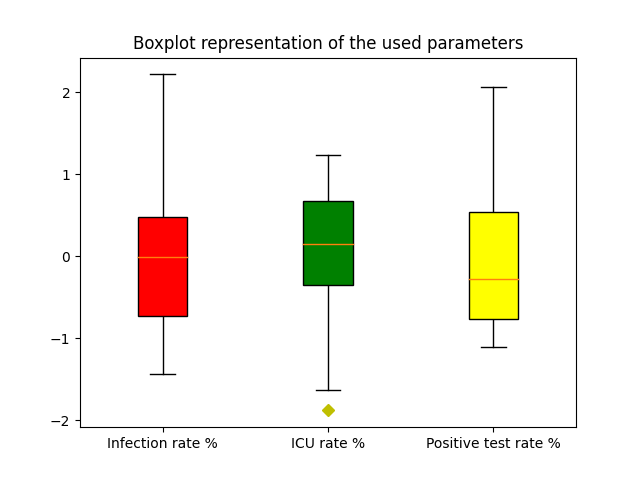 Boxplot representation of the used parameters
2
1
0
−1
−2
Infection rate %
ICU rate %
Positive test rate %